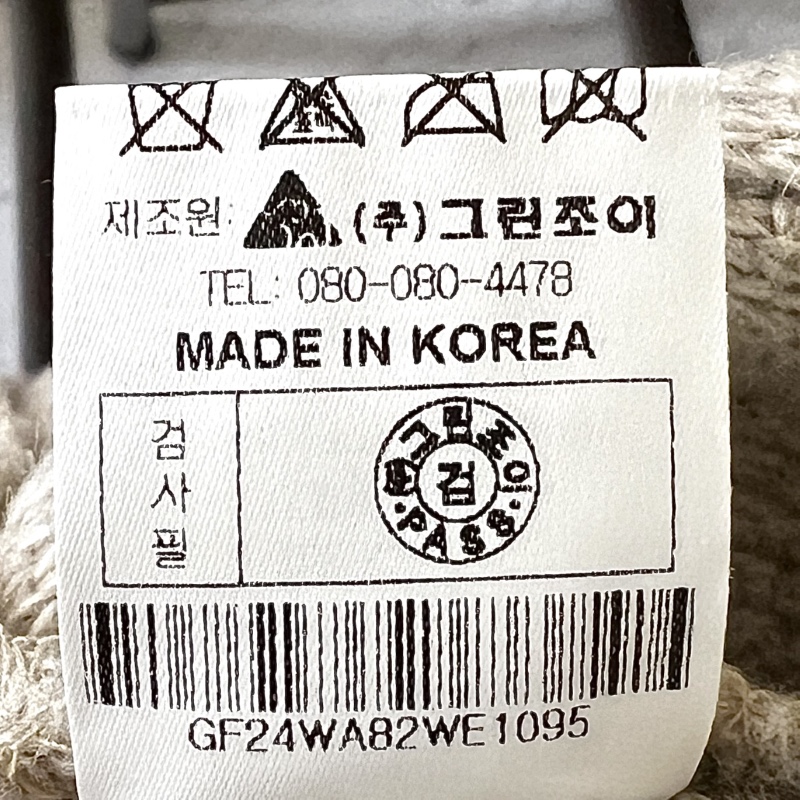 제조원: (주)그린조이
TEL: 080-080-4478
MADE IN KOREA
검사필
(주)그린조이
검
·PASS·
GF24WA82WE1095